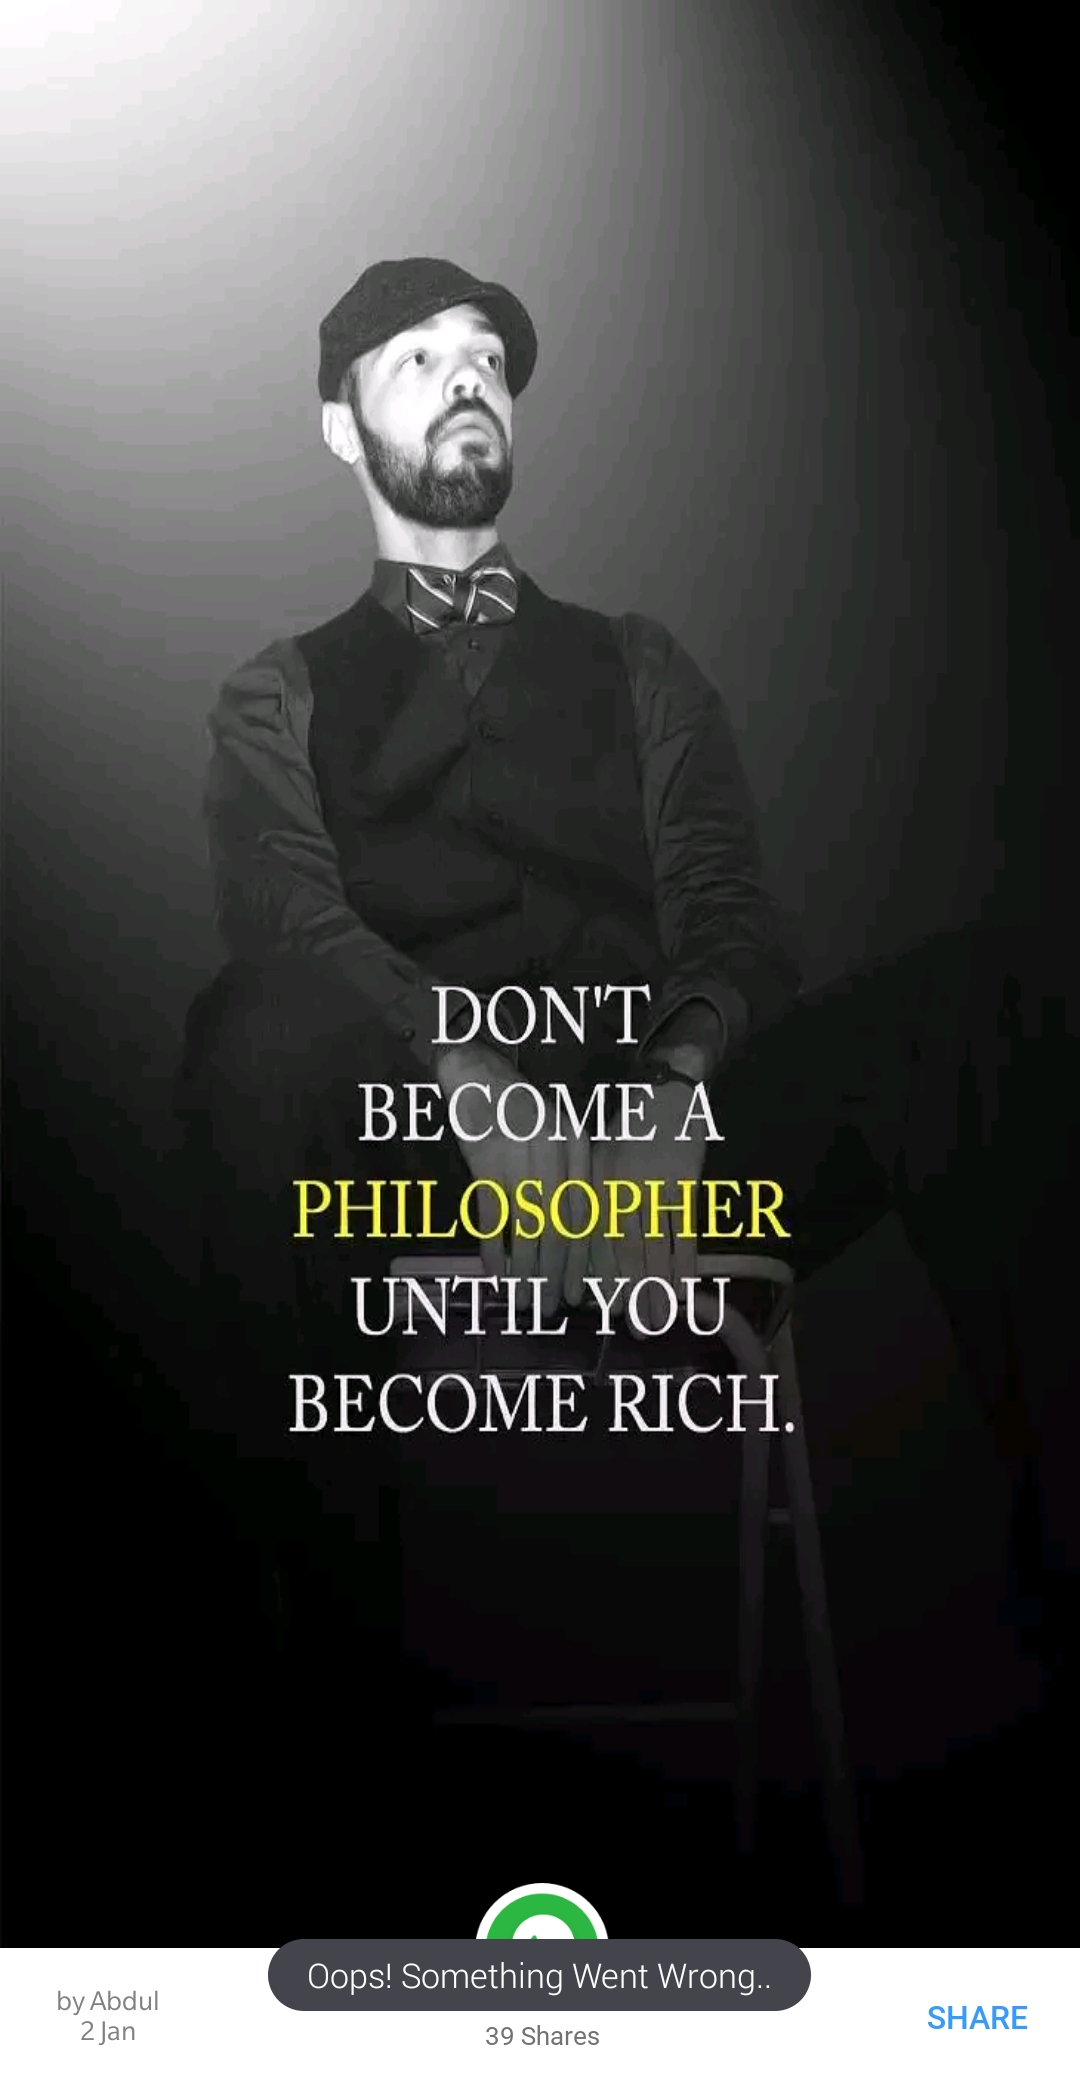 DON'T
BECOME A
PHILOSOPHER
UNTIL YOU
BECOME RICH.
Oops! Something Went Wrong..
by Abdul
2 Jan
39 Shares
SHARE